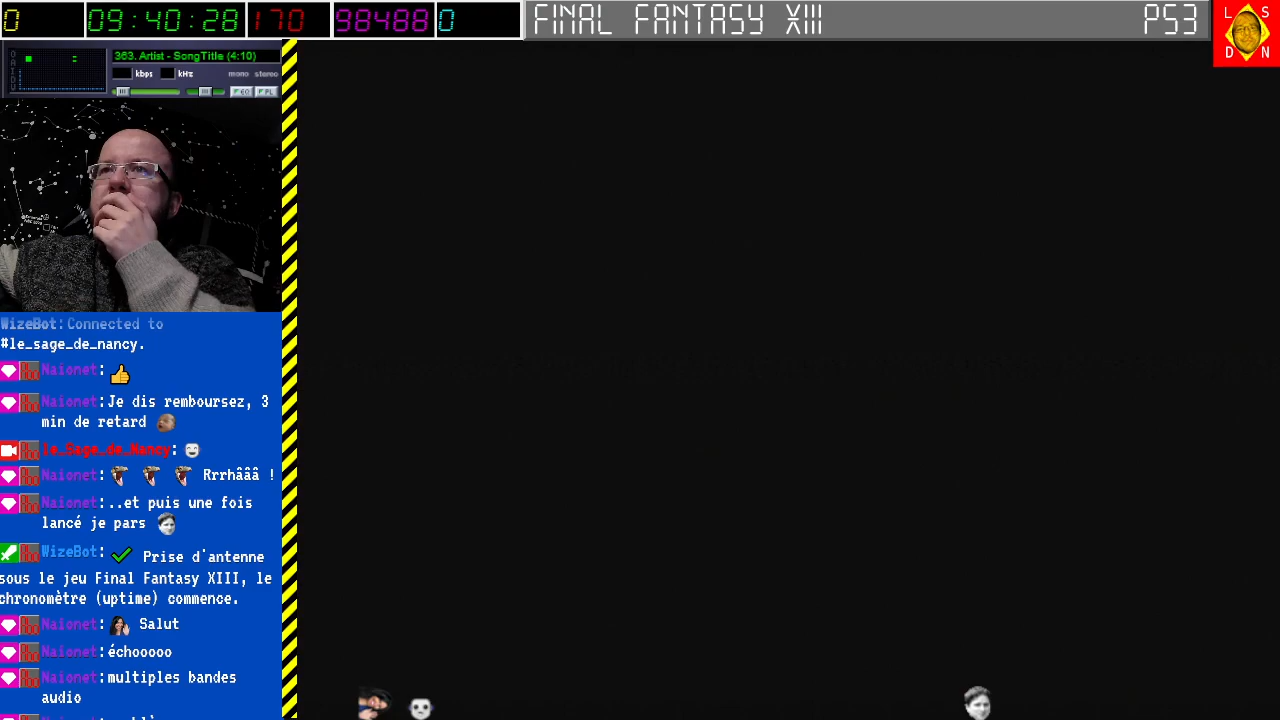 0 09:40:28 170 98488 0 FINAL FANTASY XIII PS3
L S
D N
363. Artist - SongTitle (4:10)
kbps kHz mono stereo
EQ PL
WizeBot:Connected to
#le_sage_de_nancy.
Naionet:
Naionet:Je dis remboursez, 3
min de retard
le_Sage_de_Nancy:
Naionet: Rrrhâââ !
Naionet:..et puis une fois
lancé je pars
WizeBot: Prise d'antenne
sous le jeu Final Fantasy XIII, le
chronomètre (uptime) commence.
Naionet: Salut
Naionet:échooooo
Naionet:multiples bandes
audio